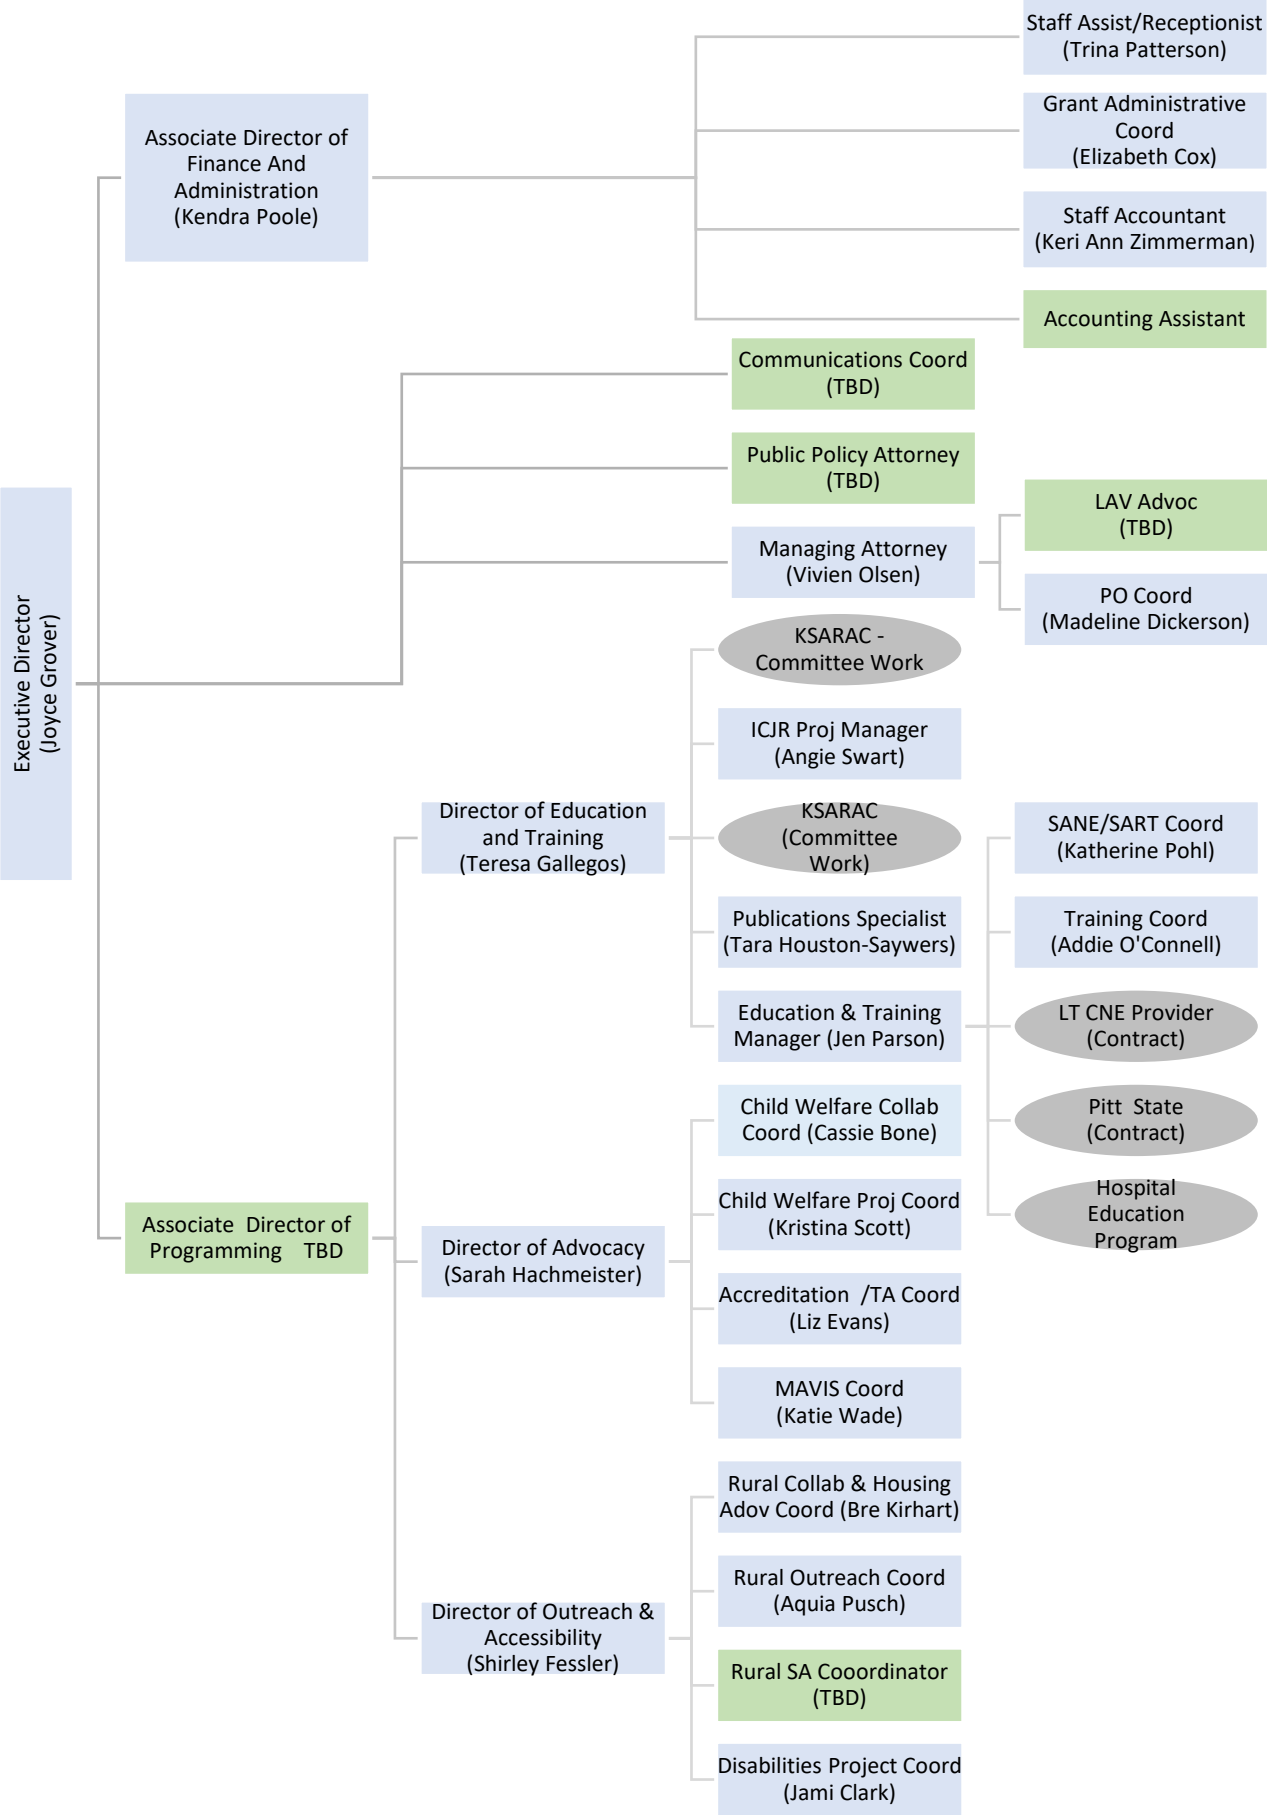 Executive Director
(Joyce Grover)
Associate Director of
Finance And
Administration
(Kendra Poole)
Staff Assist/Receptionist
(Trina Patterson)
Grant Administrative
Coord
(Elizabeth Cox)
Staff Accountant
(Keri Ann Zimmerman)
Accounting Assistant
Communications Coord
(TBD)
Public Policy Attorney
(TBD)
Managing Attorney
(Vivien Olsen)
LAV Advoc
(TBD)
PO Coord
(Madeline Dickerson)
Associate Director of
Programming TBD
Director of Education
and Training
(Teresa Gallegos)
KSARAC -
Committee Work
ICJR Proj Manager
(Angie Swart)
KSARAC
(Committee
Work)
Publications Specialist
(Tara Houston-Saywers)
Education & Training
Manager (Jen Parson)
SANE/SART Coord
(Katherine Pohl)
Training Coord
(Addie O'Connell)
LT CNE Provider
(Contract)
Pitt State
(Contract)
Hospital
Education
Program
Director of Advocacy
(Sarah Hachmeister)
Child Welfare Collab
Coord (Cassie Bone)
Child Welfare Proj Coord
(Kristina Scott)
Accreditation /TA Coord
(Liz Evans)
MAVIS Coord
(Katie Wade)
Director of Outreach &
Accessibility
(Shirley Fessler)
Rural Collab & Housing
Adov Coord (Bre Kirhart)
Rural Outreach Coord
(Aquia Pusch)
Rural SA Cooordinator
(TBD)
Disabilities Project Coord
(Jami Clark)